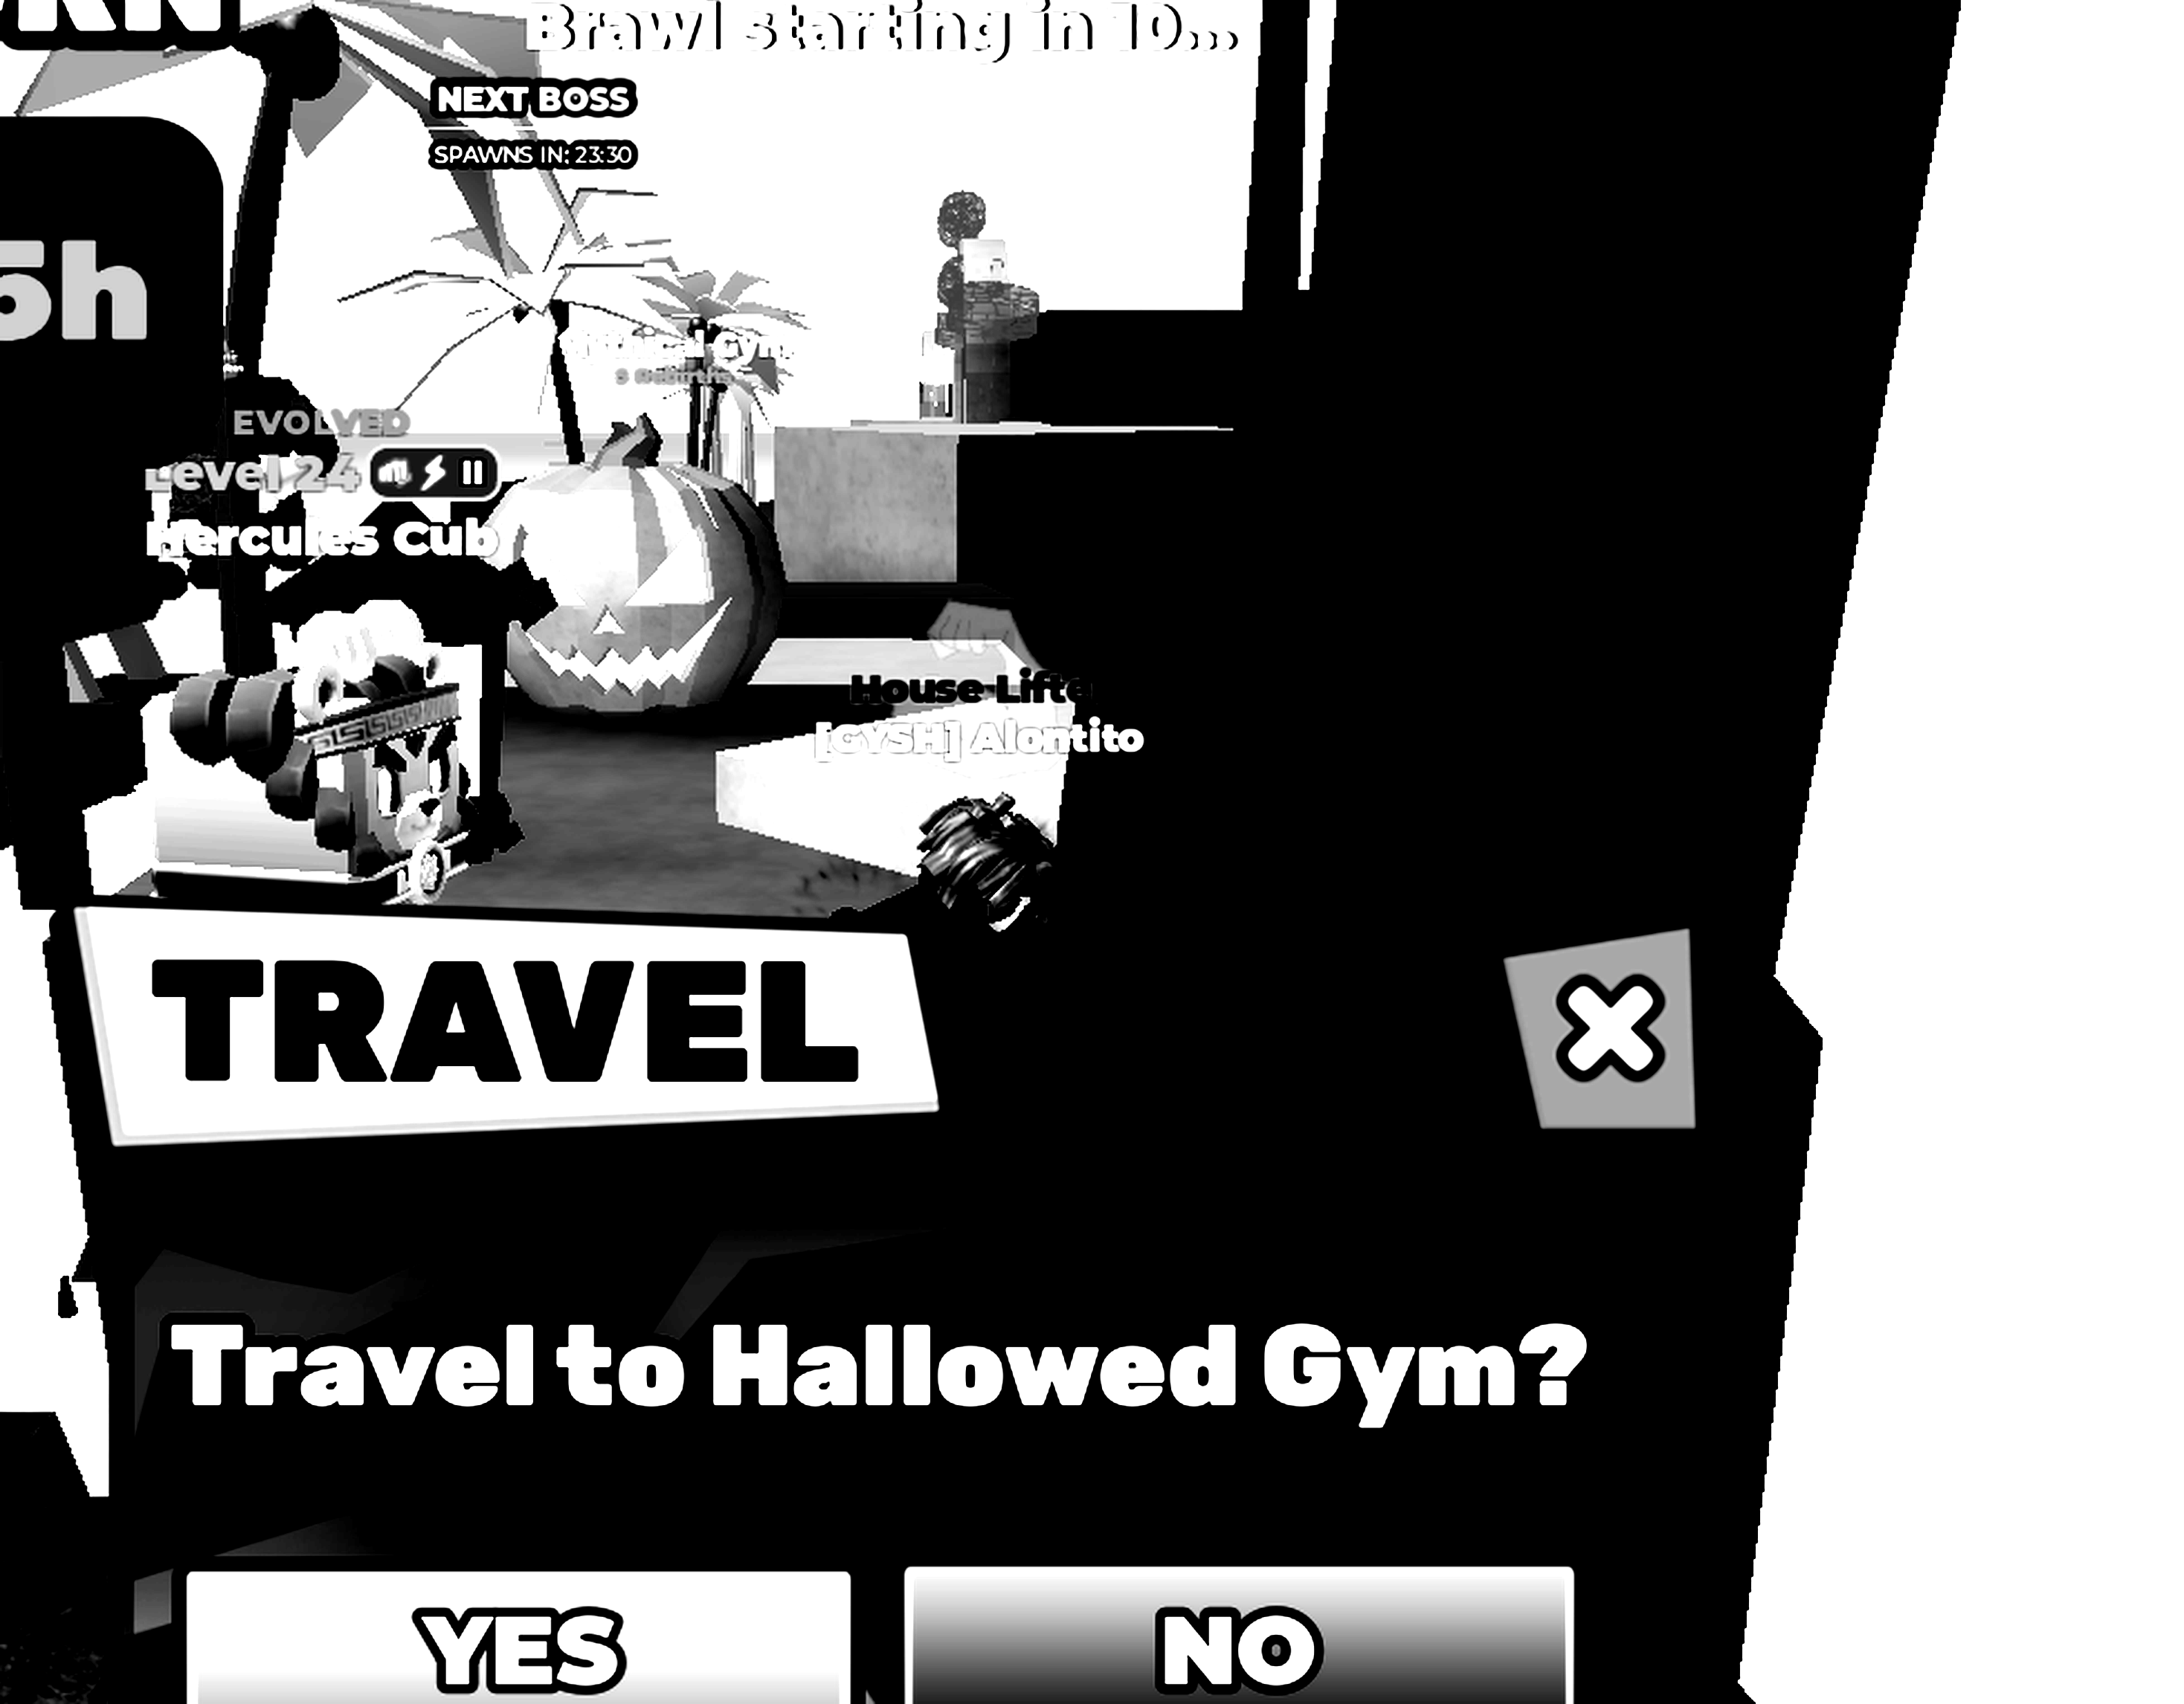 Brawl starting in 10...
NEXT BOSS
SPAWNS IN: 23:30
5h
EVOLVED
Level 24
Hercules Cub
House Lifte
[GYSH] Alontito
TRAVEL
Travel to Hallowed Gym?
YES
NO